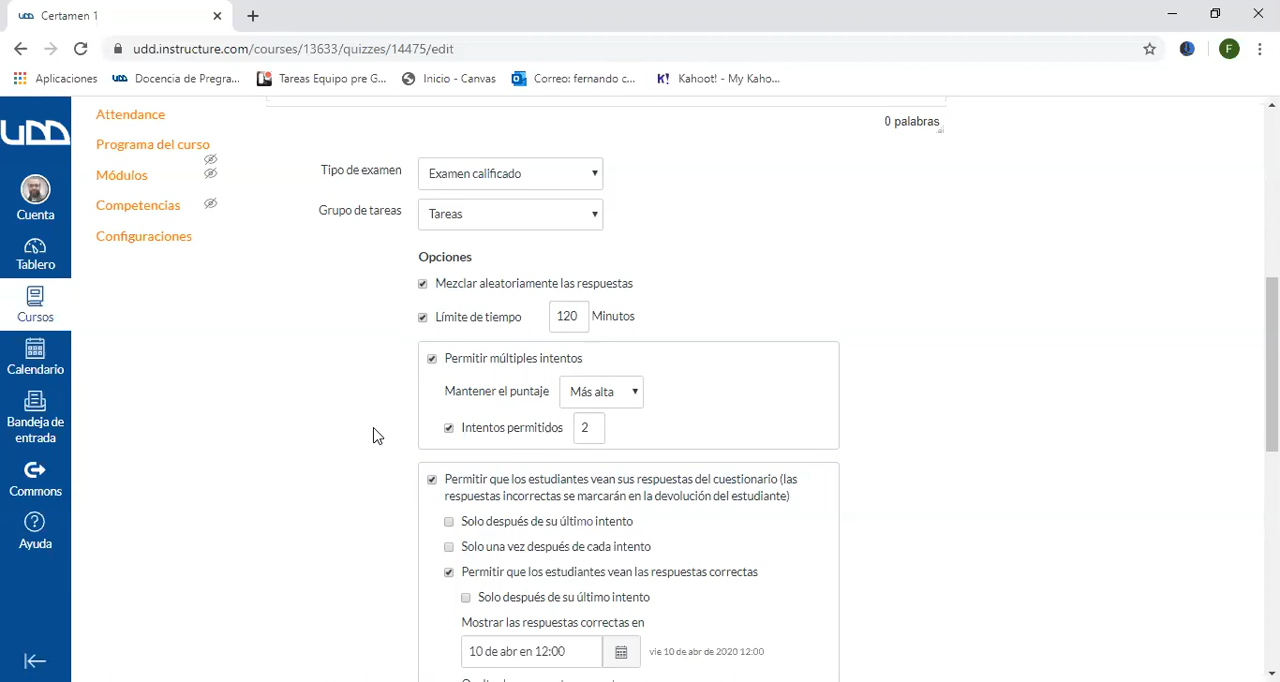 Certamen 1
udd.instructure.com/courses/13633/quizzes/14475/edit
F
Aplicaciones
Docencia de Pregra...
Tareas Equipo pre G...
Inicio - Canvas
Correo: fernando c...
K! Kahoot! - My Kaho...
UDD
Cuenta
Tablero
Cursos
Calendario
Bandeja de
entrada
Commons
Ayuda
Attendance
Programa del curso
Módulos
Competencias
Configuraciones
0 palabras
Tipo de examen Examen calificado
Grupo de tareas Tareas
Opciones
Mezclar aleatoriamente las respuestas
Límite de tiempo 120 Minutos
Permitir múltiples intentos
Mantener el puntaje Más alta
Intentos permitidos 2
Permitir que los estudiantes vean sus respuestas del cuestionario (las
respuestas incorrectas se marcarán en la devolución del estudiante)
Solo después de su último intento
Solo una vez después de cada intento
Permitir que los estudiantes vean las respuestas correctas
Solo después de su último intento
Mostrar las respuestas correctas en
10 de abr en 12:00 vie 10 de abr de 2020 12:00